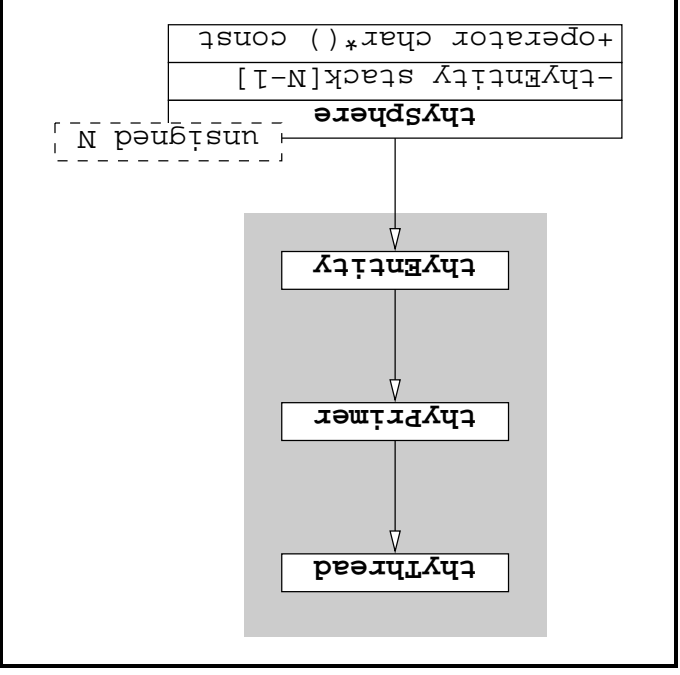 thyThread
thyPrimer
thyEntity
unsigned N
thySphere
-thyEntity stack[N-1]
+operator char*() const